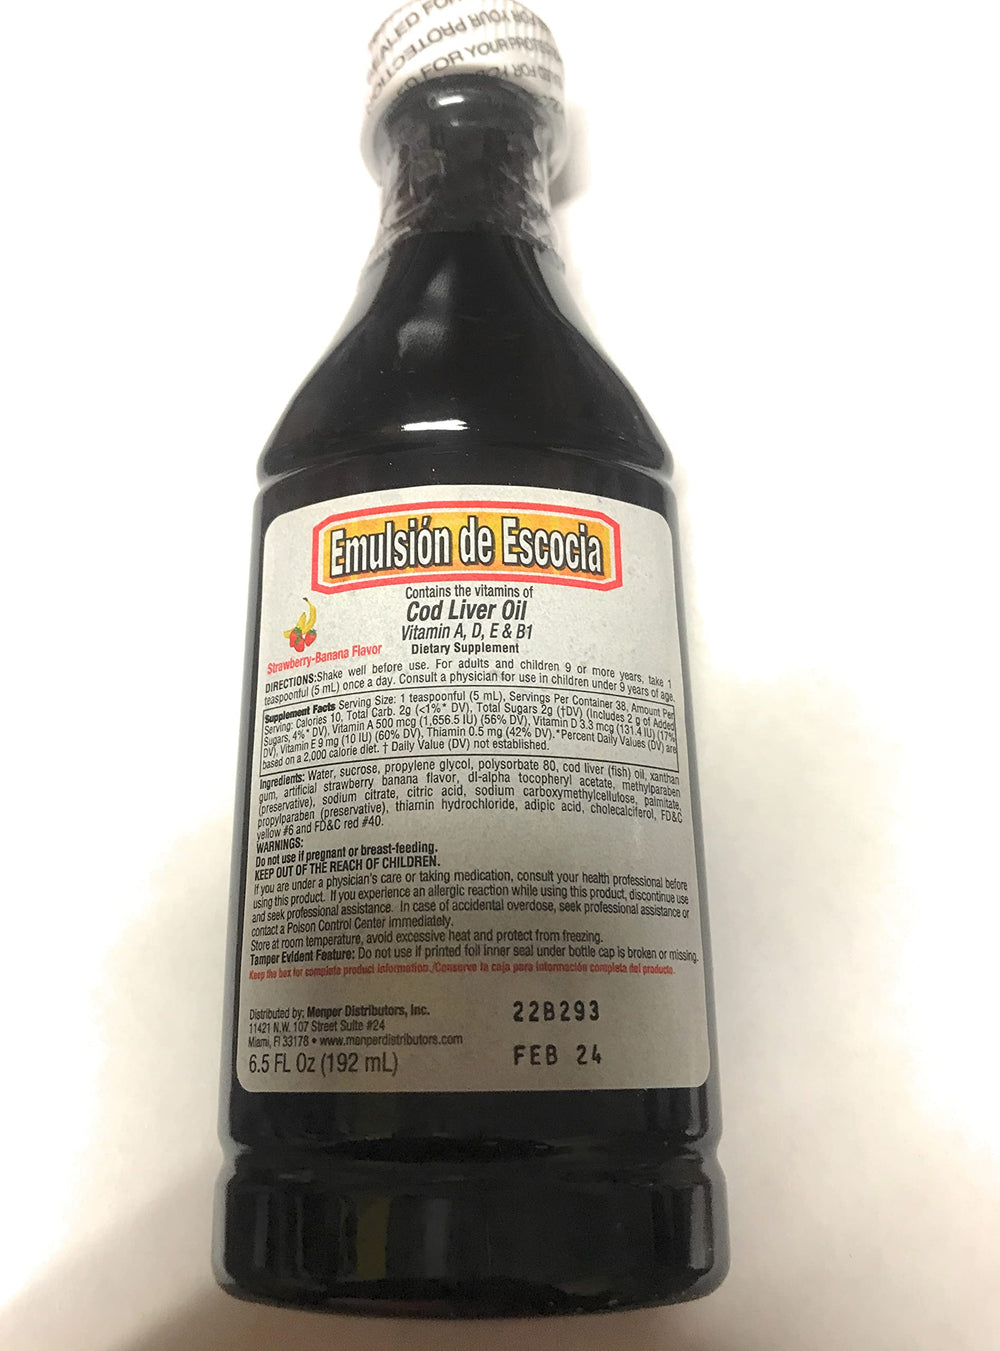 SEALED FOR
FOR YOUR PROTECTION
FOR YOUR PROTE
Emulsión de Escocia
Contains the vitamins of
Cod Liver Oil
Vitamin A, D, E & B1
Strawberry-Banana Flavor
Dietary Supplement
DIRECTIONS:Shake well before use. For adults and children 9 or more years, take 1
teaspoonful (5 mL) once a day. Consult a physician for use in children under 9 years of age.
Supplement Facts Serving Size: 1 teaspoonful (5 mL), Servings Per Container 38, Amount Per
Serving: Calories 10, Total Carb. 2g (<1%* DV), Total Sugars 2g (†DV) (Includes 2 g of Added
Sugars, 4%* DV), Vitamin A 500 mcg (1,656.5 IU) (56% DV), Vitamin D 3.3 mcg (131.4 IU) (17%
DV), Vitamin E 9 mg (10 IU) (60% DV), Thiamin 0.5 mg (42% DV).*Percent Daily Values (DV) are
based on a 2,000 calorie diet. † Daily Value (DV) not established.
Ingredients: Water, sucrose, propylene glycol, polysorbate 80, cod liver (fish) oil, xanthan
gum, artificial strawberry banana flavor, dl-alpha tocopheryl acetate, methylparaben
(preservative), sodium citrate, citric acid, sodium carboxymethylcellulose, palmitate,
propylparaben (preservative), thiamin hydrochloride, adipic acid, cholecalciferol, FD&C
yellow #6 and FD&C red #40.
WARNINGS:
Do not use if pregnant or breast-feeding.
KEEP OUT OF THE REACH OF CHILDREN.
If you are under a physician's care or taking medication, consult your health professional before
using this product. If you experience an allergic reaction while using this product, discontinue use
and seek professional assistance. In case of accidental overdose, seek professional assistance or
contact a Poison Control Center immediately.
Store at room temperature, avoid excessive heat and protect from freezing.
Tamper Evident Feature: Do not use if printed foil inner seal under bottle cap is broken or missing.
Keep the box for complete product information./Conserve la caja para información completa del producto.
Distributed by: Menper Distributors, Inc.
11421 N.W. 107 Street Suite #24
Miami, Fl 33178 • www.menperdistributors.com
6.5 FL Oz (192 mL)
22B293
FEB 24